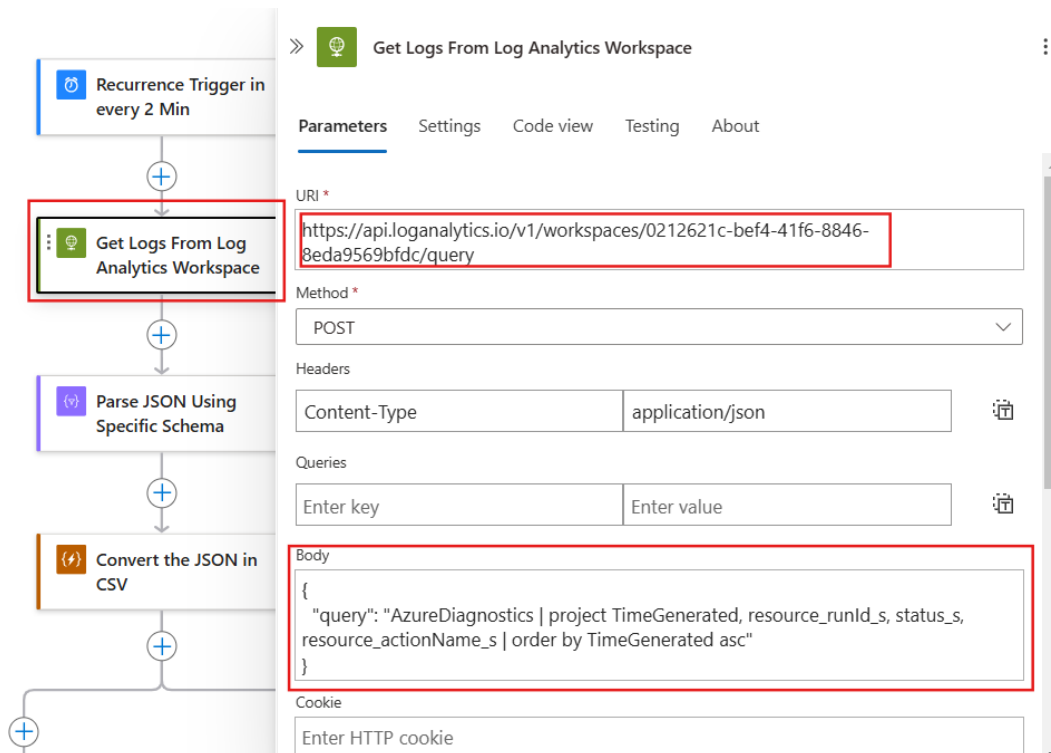 Recurrence Trigger in
every 2 Min
Get Logs From Log
Analytics Workspace
Parse JSON Using
Specific Schema
Convert the JSON in
CSV
Get Logs From Log Analytics Workspace
Parameters Settings Code view Testing About
URI *
https://api.loganalytics.io/v1/workspaces/0212621c-bef4-41f6-8846-
8eda9569bfdc/query
Method *
POST
Headers
Content-Type application/json
Queries
Enter key Enter value
Body
{
"query": "AzureDiagnostics | project TimeGenerated, resource_runId_s, status_s,
resource_actionName_s | order by TimeGenerated asc"
}
Cookie
Enter HTTP cookie